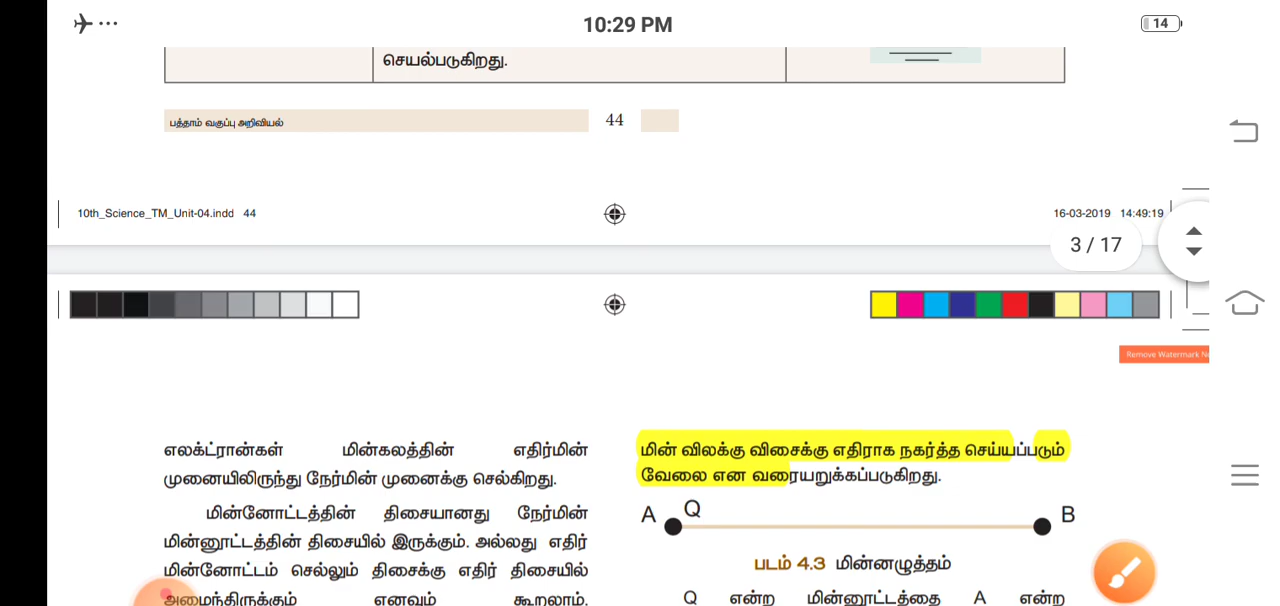 10:29 PM
14
செயல்படுகிறது.
பத்தாம் வகுப்பு அறிவியல்
44
10th_Science_TM_Unit-04.indd 44
16-03-2019 14:49:19
3 / 17
Remove Watermark
எலக்ட்ரான்கள் மின்கலத்தின் எதிர்மின்
முனையிலிருந்து நேர்மின் முனைக்கு செல்கிறது.
மின்னோட்டத்தின் திசையானது நேர்மின்
மின்னூட்டத்தின் திசையில் இருக்கும். அல்லது எதிர்
மின்னோட்டம் செல்லும் திசைக்கு எதிர் திசையில்
அமைந்திருக்கும் எனவும் கூறலாம்.
மின் விலக்கு விசைக்கு எதிராக நகர்த்த செய்யப்படும்
வேலை என வரையறுக்கப்படுகிறது.
A Q B
படம் 4.3 மின்னழுத்தம்
Q என்ற மின்னூட்டத்தை A என்ற